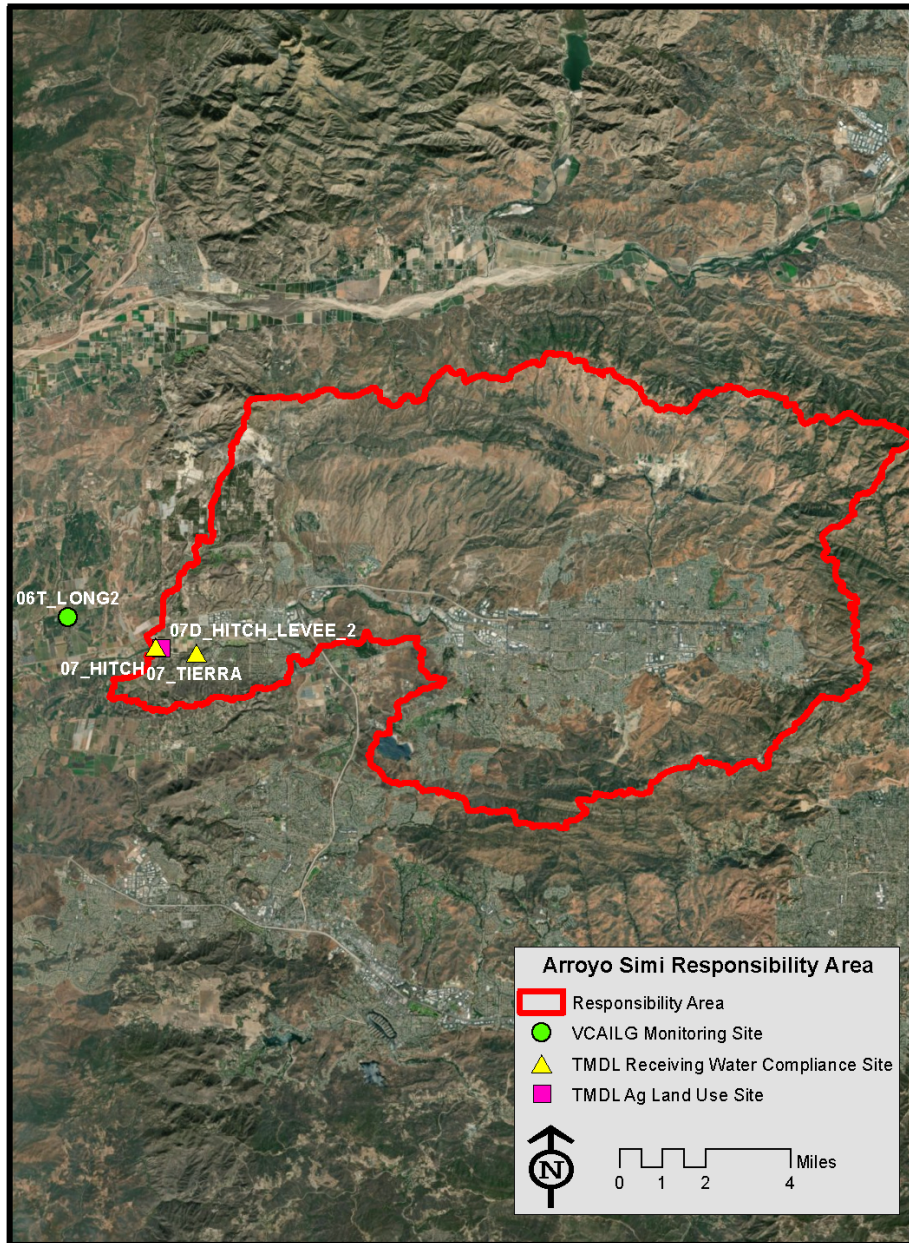 06T_LONG2
07D_HITCH_LEVEE_2
07_HITCH
07_TIERRA
Arroyo Simi Responsibility Area
Responsibility Area
VCAILG Monitoring Site
TMDL Receiving Water Compliance Site
TMDL Ag Land Use Site
N
Miles
0 1 2 4